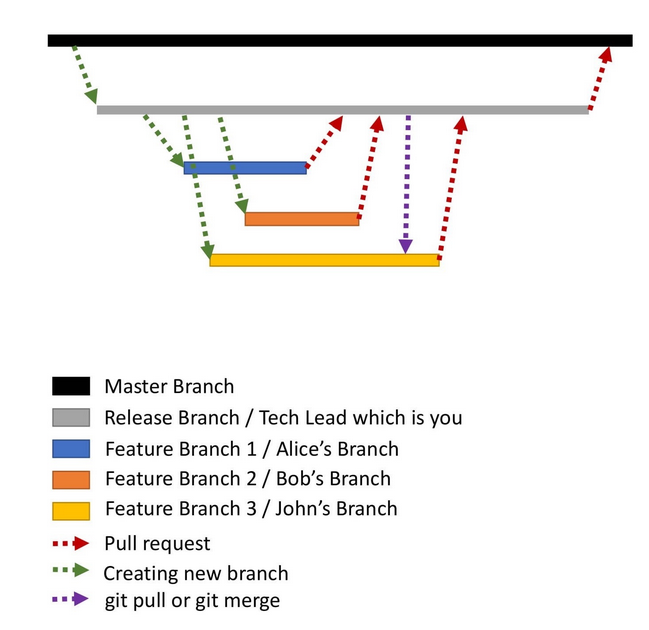 Master Branch
Release Branch / Tech Lead which is you
Feature Branch 1 / Alice’s Branch
Feature Branch 2 / Bob’s Branch
Feature Branch 3 / John’s Branch
Pull request
Creating new branch
git pull or git merge